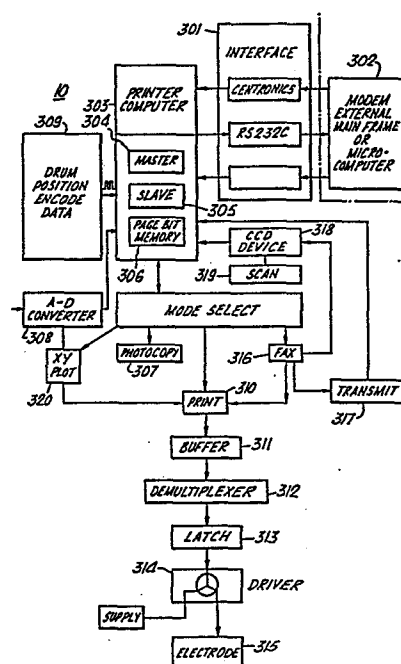 301
INTERFACE
302
10
309
303
PRINTER
COMPUTER
304
CENTRONICS
MODEM
EXTERNAL
MAIN FRAME
OR
MICRO-
COMPUTER
RS232C
MASTER
DRUM
POSITION
ENCODE
DATA
SLAVE
305
PAGE BIT
MEMORY
306
CCD
DEVICE
318
319
SCAN
A-D
CONVERTER
308
MODE SELECT
316
FAX
PHOTOCOPY
307
XY
PLOT
320
PRINT
310
TRANSMIT
317
BUFFER
311
DEMULTIPLEXER
312
LATCH
313
314
DRIVER
SUPPLY
ELECTRODE
315